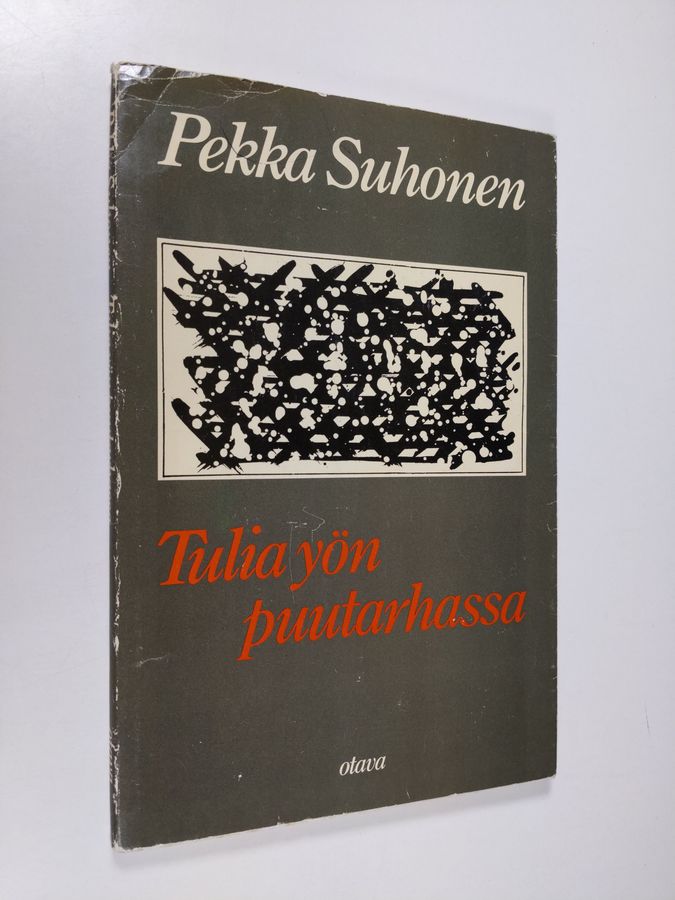 Pekka Suhonen
Tulia yön
puutarhassa
otava